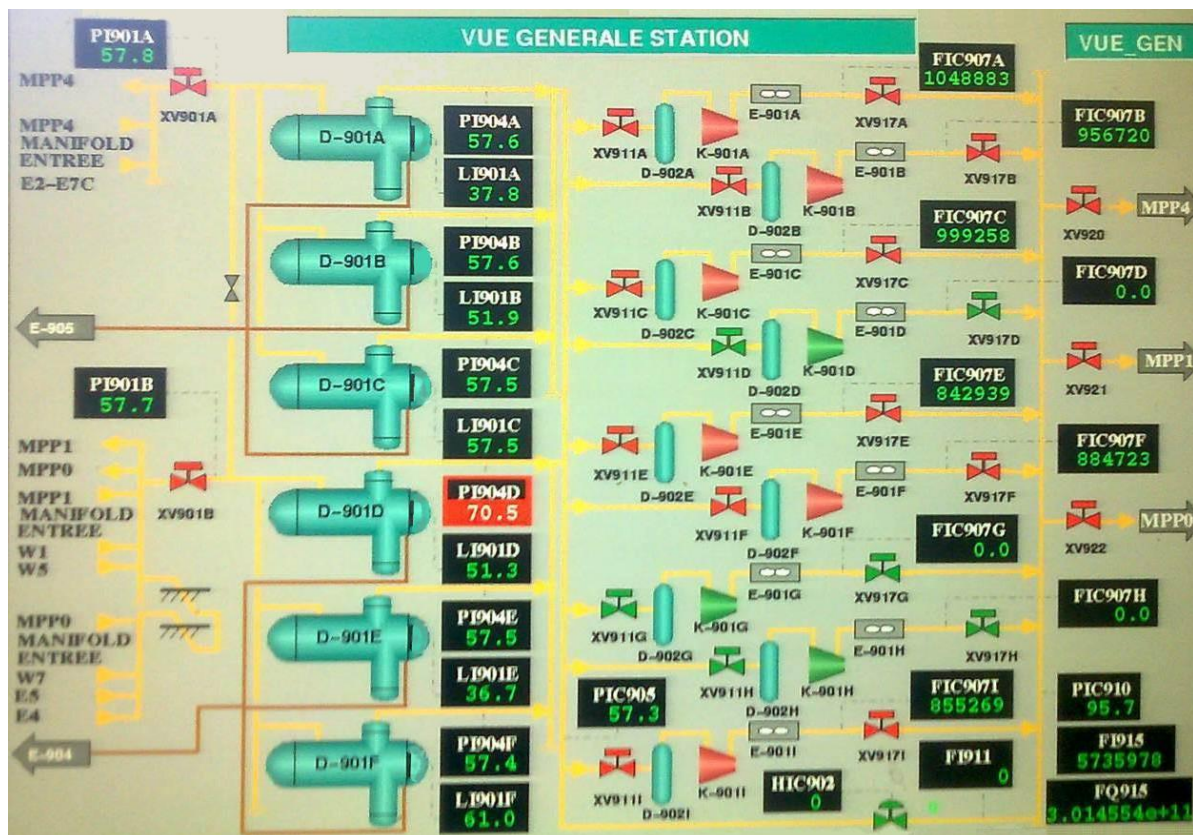 VUE GENERALE STATION
VUE_GEN
PI901A
57.8
MPP4
XV901A
MPP4
MANIFOLD
ENTREE
E2-E7C
E-905
PI901B
57.7
MPP1
MPP0
MPP1
MANIFOLD
ENTREE
W1
W5
XV901B
MPP0
MANIFOLD
ENTREE
W7
E5
E4
E-904
D-901A
D-901B
D-901C
D-901D
D-901E
D-901F
PI904A
57.6
LI901A
37.8
PI904B
57.6
LI901B
51.9
PI904C
57.5
LI901C
57.5
PI904D
70.5
LI901D
51.3
PI904E
57.5
LI901E
36.7
PI904F
57.4
LI901F
61.0
XV911A
D-902A
K-901A
E-901A
XV917A
FIC907A
1048883
XV911B
D-902B
K-901B
E-901B
XV917B
FIC907B
956720
XV911C
D-902C
K-901C
E-901C
XV917C
FIC907C
999258
XV911D
D-902D
K-901D
E-901D
XV917D
FIC907D
0.0
XV911E
D-902E
K-901E
E-901E
XV917E
FIC907E
842939
XV911F
D-902F
K-901F
E-901F
XV917F
FIC907F
884723
XV911G
D-902G
K-901G
E-901G
XV917G
FIC907G
0.0
XV911H
D-902H
K-901H
E-901H
XV917H
FIC907H
0.0
XV911I
D-902I
K-901I
E-901I
XV917I
FIC907I
855269
MPP4
XV920
MPP1
XV921
MPP0
XV922
PIC905
57.3
PIC910
95.7
HIC902
0
FI911
0
FI915
5735978
FQ915
3.014554e+11